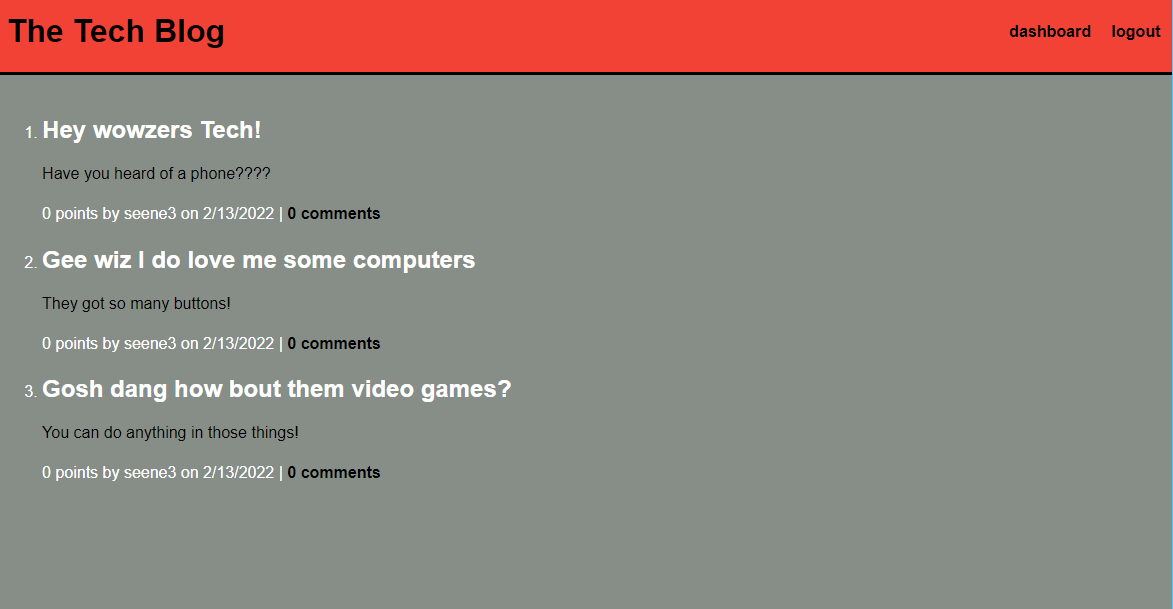 The Tech Blog
dashboard logout
1. Hey wowzers Tech!
Have you heard of a phone????
0 points by seene3 on 2/13/2022 | 0 comments
2. Gee wiz I do love me some computers
They got so many buttons!
0 points by seene3 on 2/13/2022 | 0 comments
3. Gosh dang how bout them video games?
You can do anything in those things!
0 points by seene3 on 2/13/2022 | 0 comments